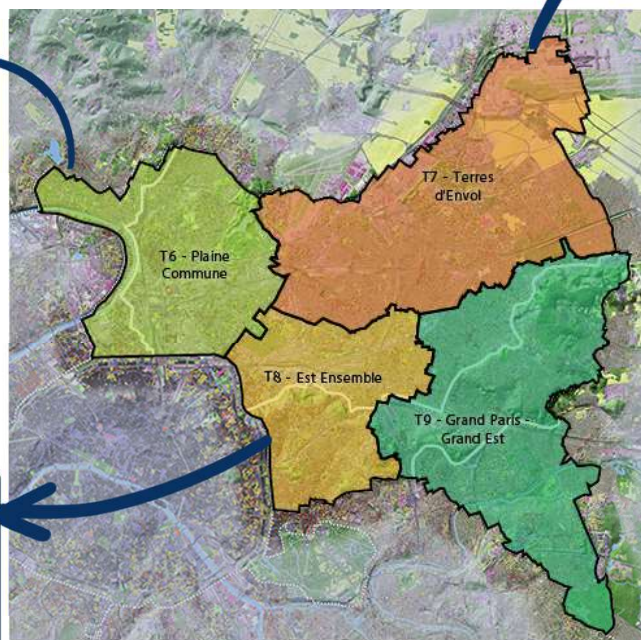 T7 - Terres
d'Envol
T6 - Plaine
Commune
T8 - Est Ensemble
T9 - Grand Paris -
Grand Est